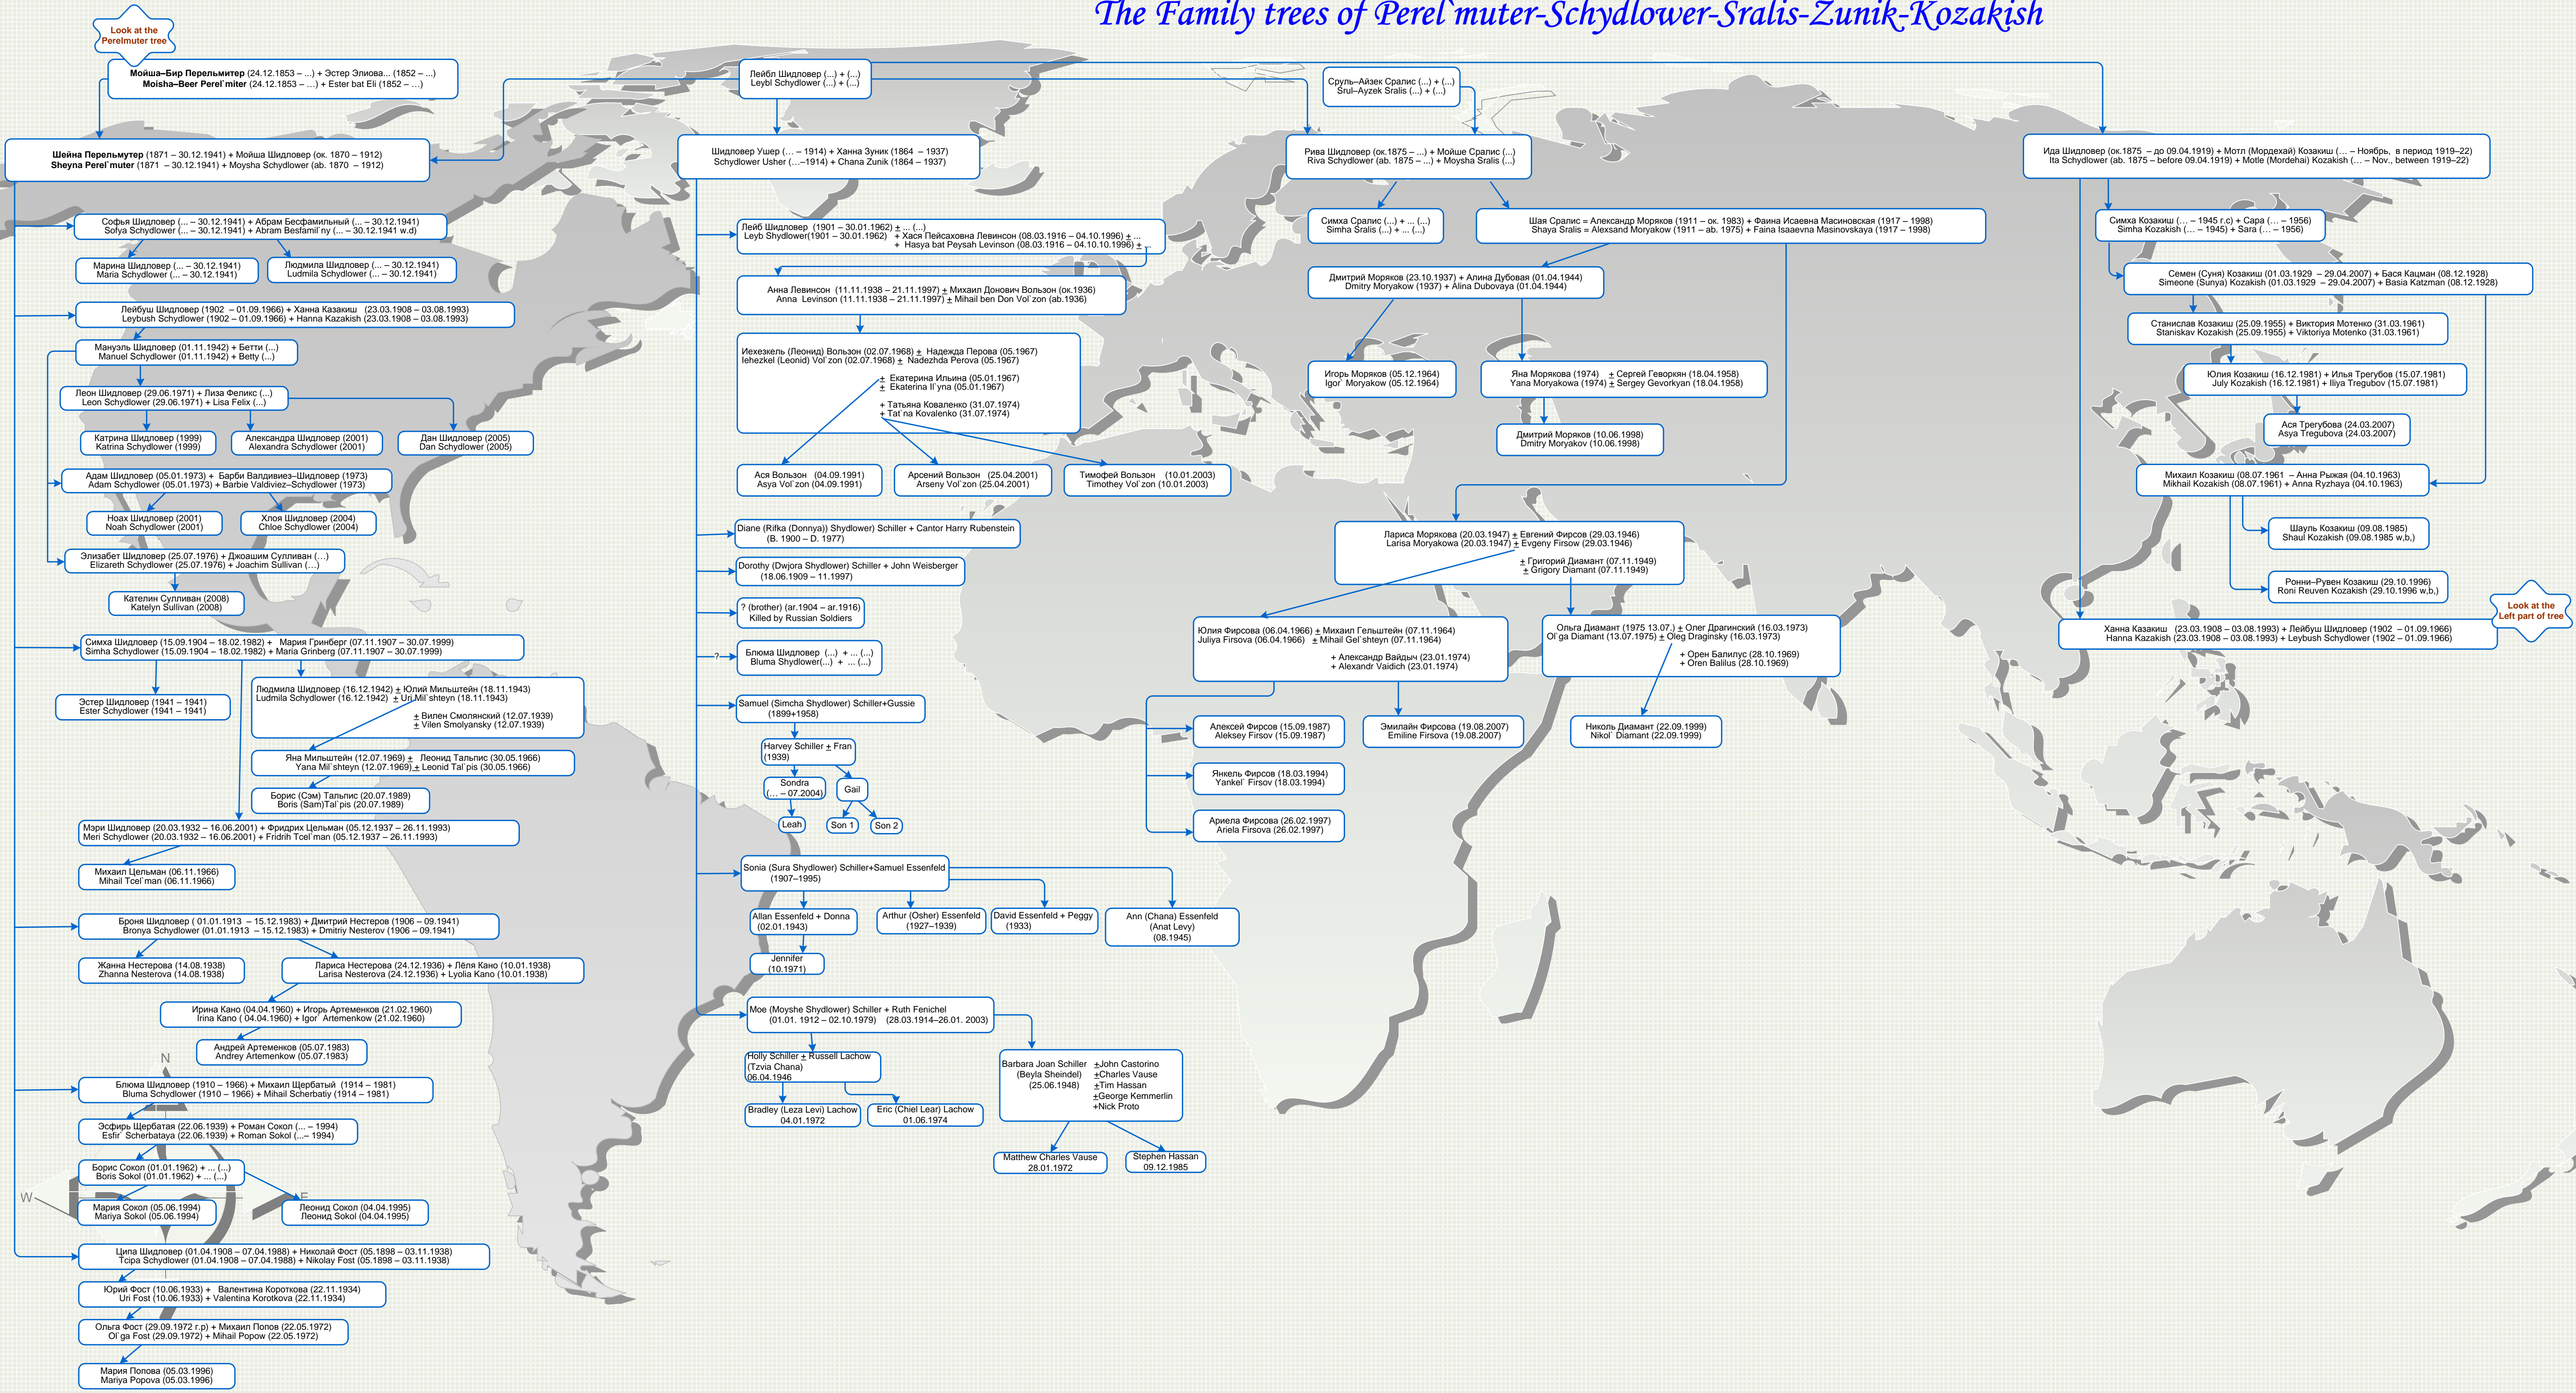 The Family trees of Perel`muter-Schydlower-Sralis-Zunik-Kozakish
Look at the
Perelmuter tree
Мойша–Бир Перельмитер (24.12.1853 – ...) + Эстер Элиова... (1852 – ...)
Moisha–Beer Perel`miter (24.12.1853 – …) + Ester bat Eli (1852 – …)
Лейбл Шидловер (...) + (...)
Leybl Schydlower (...) + (...)
Сруль–Айзек Сралис (...) + (...)
Srul–Ayzek Sralis (...) + (...)
Шейна Перельмутер (1871 – 30.12.1941) + Мойша Шидловер (ок. 1870 - 1912)
Sheyna Perel`muter (1871 – 30.12.1941) + Moysha Schydlower (ab. 1870 – 1912)
Шидловер Ушер (… - 1914) + Ханна Зуник (1864 – 1937)
Schydlower Usher (…–1914) + Chana Zunik (1864 - 1937)
Рива Шидловер (ок.1875 – ...) + Мойше Сралис (...)
Riva Schydlower (ab. 1875 - ...) + Moysha Sralis (...)
Ида Шидловер (ок.1875 – до 09.04.1919) + Мотл (Мордехай) Козакиш (… – Ноябрь, в период 1919–22)
Ita Schydlower (ab. 1875 – before 09.04.1919) + Motle (Mordehai) Kozakish (… - Nov., between 1919–22)
Софья Шидловер (... – 30.12.1941) + Абрам Бесфамильный (... – 30.12.1941)
Sofya Schydlower (... – 30.12.1941) + Abram Besfamil`ny (... – 30.12.1941 w.d)
Марина Шидловер (... – 30.12.1941)
Maria Schydlower (... – 30.12.1941)
Людмила Шидловер (... – 30.12.1941)
Ludmila Schydlower (... – 30.12.1941)
Лейбуш Шидловер (1902 – 01.09.1966) + Ханна Казакиш (23.03.1908 – 03.08.1993)
Leybush Schydlower (1902 – 01.09.1966) + Hanna Kazakish (23.03.1908 – 03.08.1993)
Мануэль Шидловер (01.11.1942) + Бетти (...)
Manuel Schydlower (01.11.1942) + Betty (...)
Леон Шидловер (29.06.1971) + Лиза Феликс (...)
Leon Schydlower (29.06.1971) + Lisa Felix (...)
Катрина Шидловер (1999)
Katrina Schydlower (1999)
Александра Шидловер (2001)
Alexandra Schydlower (2001)
Дан Шидловер (2005)
Dan Schydlower (2005)
Адам Шидловер (05.01.1973) + Барби Валдивиез–Шидловер (1973)
Adam Schydlower (05.01.1973) + Barbie Valdiviez–Schydlower (1973)
Ноах Шидловер (2001)
Noah Schydlower (2001)
Хлоя Шидловер (2004)
Chloe Schydlower (2004)
Элизабет Шидловер (25.07.1976) + Джоашим Сулливан (…)
Elizareth Schydlower (25.07.1976) + Joachim Sullivan (…)
Кателин Сулливан (2008)
Katelyn Sullivan (2008)
Симха Шидловер (15.09.1904 – 18.02.1982) + Мария Гринберг (07.11.1907 – 30.07.1999)
Simha Schydlower (15.09.1904 – 18.02.1982) + Maria Grinberg (07.11.1907 - 30.07.1999)
Эстер Шидловер (1941 – 1941)
Ester Schydlower (1941 – 1941)
Людмила Шидловер (16.12.1942) ± Юлий Мильштейн (18.11.1943)
Ludmila Schydlower (16.12.1942) ± Uri Mil`shteyn (18.11.1943)
± Вилен Смолянский (12.07.1939)
± Vilen Smolyansky (12.07.1939)
Яна Мильштейн (12.07.1969) ± Леонид Тальпис (30.05.1966)
Yana Mil`shteyn (12.07.1969) ± Leonid Tal`pis (30.05.1966)
Борис (Сэм) Тальпис (20.07.1989)
Boris (Sam)Tal`pis (20.07.1989)
Мэри Шидловер (20.03.1932 – 16.06.2001) + Фридрих Цельман (05.12.1937 - 26.11.1993)
Meri Schydlower (20.03.1932 – 16.06.2001) + Fridrih Tcel`man (05.12.1937 - 26.11.1993)
Михаил Цельман (06.11.1966)
Mihail Tcel`man (06.11.1966)
Броня Шидловер ( 01.01.1913 – 15.12.1983) + Дмитрий Нестеров (1906 – 09.1941)
Bronya Schydlower (01.01.1913 – 15.12.1983) + Dmitriy Nesterov (1906 – 09.1941)
Жанна Нестерова (14.08.1938)
Zhanna Nesterova (14.08.1938)
Лариса Нестерова (24.12.1936) + Лёля Кано (10.01.1938)
Larisa Nesterova (24.12.1936) + Lyolia Kano (10.01.1938)
Ирина Кано (04.04.1960) + Игорь Артеменков (21.02.1960)
Irina Kano ( 04.04.1960) + Igor` Artemenkow (21.02.1960)
Андрей Артеменков (05.07.1983)
Andrey Artemenkow (05.07.1983)
N
Блюма Шидловер (1910 – 1966) + Михаил Щербатый (1914 – 1981)
Bluma Schydlower (1910 – 1966) + Mihail Scherbatiy (1914 – 1981)
Эсфирь Щербатая (22.06.1939) + Роман Сокол (... – 1994)
Esfir` Scherbataya (22.06.1939) + Roman Sokol (...– 1994)
Борис Сокол (01.01.1962) + ... (...)
Boris Sokol (01.01.1962) + ... (...)
W
E
Мария Сокол (05.06.1994)
Mariya Sokol (05.06.1994)
Леонид Сокол (04.04.1995)
Леонид Sokol (04.04.1995)
Ципа Шидловер (01.04.1908 – 07.04.1988) + Николай Фост (05.1898 – 03.11.1938)
Tcipa Schydlower (01.04.1908 – 07.04.1988) + Nikolay Fost (05.1898 – 03.11.1938)
Юрий Фост (10.06.1933) + Валентина Короткова (22.11.1934)
Uri Fost (10.06.1933) + Valentina Korotkova (22.11.1934)
Ольга Фост (29.09.1972 г.р) + Михаил Попов (22.05.1972)
Ol`ga Fost (29.09.1972) + Mihail Popow (22.05.1972)
Мария Попова (05.03.1996)
Mariya Popova (05.03.1996)
Лейб Шидловер (1901 - 30.01.1962) ± ... (...)
Leyb Shydlower(1901 - 30.01.1962) + Хася Пейсаховна Левинсон (08.03.1916 – 04.10.1996) ± ...
+ Hasya bat Peysah Levinson (08.03.1916 – 04.10.10.1996) ± ...
Анна Левинсон (11.11.1938 - 21.11.1997) ± Михаил Донович Вользон (ок.1936)
Anna Levinson (11.11.1938 - 21.11.1997) ± Mihail ben Don Vol`zon (ab.1936)
Иехезкель (Леонид) Вользон (02.07.1968) ± Надежда Перова (05.1967)
Iehezkel (Leonid) Vol`zon (02.07.1968) ± Nadezhda Perova (05.1967)
± Екатерина Ильина (05.01.1967)
± Ekaterina Il`yna (05.01.1967)
+ Татьяна Коваленко (31.07.1974)
+ Tat`na Kovalenko (31.07.1974)
Ася Вользон (04.09.1991)
Asya Vol`zon (04.09.1991)
Арсений Вользон (25.04.2001)
Arseny Vol`zon (25.04.2001)
Тимофей Вользон (10.01.2003)
Timothey Vol`zon (10.01.2003)
Diane (Rifka (Donnya)) Shydlower) Schiller + Cantor Harry Rubenstein
(B. 1900 – D. 1977)
Dorothy (Dwjora Shydlower) Schiller + John Weisberger
(18.06.1909 - 11.1997)
? (brother) (ar.1904 – ar.1916)
Killed by Russian Soldiers
?
Блюма Шидловер (...) + ... (...)
Bluma Shydlower(...) + ... (...)
Samuel (Simcha Shydlower) Schiller+Gussie
(1899+1958)
Harvey Schiller ± Fran
(1939)
Sondra
(… – 07.2004)
Gail
Leah
Son 1
Son 2
Sonia (Sura Shydlower) Schiller+Samuel Essenfeld
(1907–1995)
Allan Essenfeld + Donna
(02.01.1943)
Arthur (Osher) Essenfeld
(1927–1939)
David Essenfeld + Peggy
(1933)
Ann (Chana) Essenfeld
(Anat Levy)
(08.1945)
Jennifer
(10.1971)
Moe (Moyshe Shydlower) Schiller + Ruth Fenichel
(01.01. 1912 – 02.10.1979) (28.03.1914–26.01. 2003)
Holly Schiller ± Russell Lachow
(Tzvia Chana)
06.04.1946
Bradley (Leza Levi) Lachow
04.01.1972
Eric (Chiel Lear) Lachow
01.06.1974
Barbara Joan Schiller ±John Castorino
(Beyla Sheindel) ±Charles Vause
(25.06.1948) ±Tim Hassan
±George Kemmerlin
+Nick Proto
Matthew Charles Vause
28.01.1972
Stephen Hassan
09.12.1985
Симха Сралис (...) + ... (...)
Simha Sralis (...) + ... (...)
Шая Сралис = Александр Моряков (1911 – ок. 1983) + Фаина Исаевна Масиновская (1917 – 1998)
Shaya Sralis = Alexsand Moryakow (1911 – ab. 1975) + Faina Isaaevna Masinovskaya (1917 – 1998)
Дмитрий Моряков (23.10.1937) + Алина Дубовая (01.04.1944)
Dmitry Moryakow (1937) + Alina Dubovaya (01.04.1944)
Игорь Моряков (05.12.1964)
Igor` Moryakow (05.12.1964)
Яна Морякова (1974) ± Сергей Геворкян (18.04.1958)
Yana Moryakowa (1974) ± Sergey Gevorkyan (18.04.1958)
Дмитрий Моряков (10.06.1998)
Dmitry Moryakov (10.06.1998)
Лариса Морякова (20.03.1947) ± Евгений Фирсов (29.03.1946)
Larisa Moryakowa (20.03.1947) ± Evgeny Firsow (29.03.1946)
± Григорий Диамант (07.11.1949)
± Grigory Diamant (07.11.1949)
Юлия Фирсова (06.04.1966) ± Михаил Гельштейн (07.11.1964)
Juliya Firsova (06.04.1966) ± Mihail Gel`shteyn (07.11.1964)
+ Александр Вайдыч (23.01.1974)
+ Alexandr Vaidich (23.01.1974)
Ольга Диамант (1975 13.07.) ± Олег Драгинский (16.03.1973)
Ol`ga Diamant (13.07.1975) ± Oleg Draginsky (16.03.1973)
+ Орен Балилус (28.10.1969)
+ Oren Balilus (28.10.1969)
Алексей Фирсов (15.09.1987)
Aleksey Firsov (15.09.1987)
Эмилайн Фирсова (19.08.2007)
Emiline Firsova (19.08.2007)
Николь Диамант (22.09.1999)
Nikol` Diamant (22.09.1999)
Янкель Фирсов (18.03.1994)
Yankel` Firsov (18.03.1994)
Ариела Фирсова (26.02.1997)
Ariela Firsova (26.02.1997)
Симха Козакиш (... – 1945 г.с) + Сара (… – 1956)
Simha Kozakish (… – 1945) + Sara (… – 1956)
Семен (Суня) Козакиш (01.03.1929 – 29.04.2007) + Бася Кацман (08.12.1928)
Simeone (Sunya) Kozakish (01.03.1929 – 29.04.2007) + Basia Katzman (08.12.1928)
Станислав Козакиш (25.09.1955) + Виктория Мотенко (31.03.1961)
Staniskav Kozakish (25.09.1955) + Viktoriya Motenko (31.03.1961)
Юлия Козакиш (16.12.1981) + Илья Трегубов (15.07.1981)
July Kozakish (16.12.1981) + Iliya Tregubov (15.07.1981)
Ася Трегубова (24.03.2007)
Asya Tregubova (24.03.2007)
Михаил Козакиш (08.07.1961 – Анна Рыжая (04.10.1963)
Mikhail Kozakish (08.07.1961) + Anna Ryzhaya (04.10.1963)
Шауль Козакиш (09.08.1985)
Shaul Kozakish (09.08.1985 w,b,)
Ронни–Рувен Козакиш (29.10.1996)
Roni Reuven Kozakish (29.10.1996 w,b,)
Ханна Казакиш (23.03.1908 – 03.08.1993) + Лейбуш Шидловер (1902 – 01.09.1966)
Hanna Kazakish (23.03.1908 – 03.08.1993) + Leybush Schydlower (1902 – 01.09.1966)
Look at the
Left part of tree